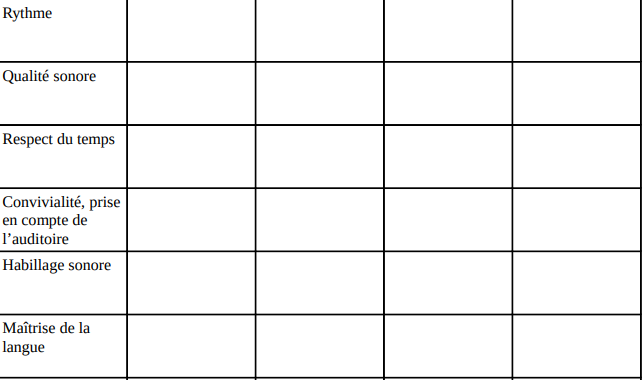 Rythme
Qualité sonore
Respect du temps
Convivialité, prise
en compte de
l’auditoire
Habillage sonore
Maîtrise de la
langue